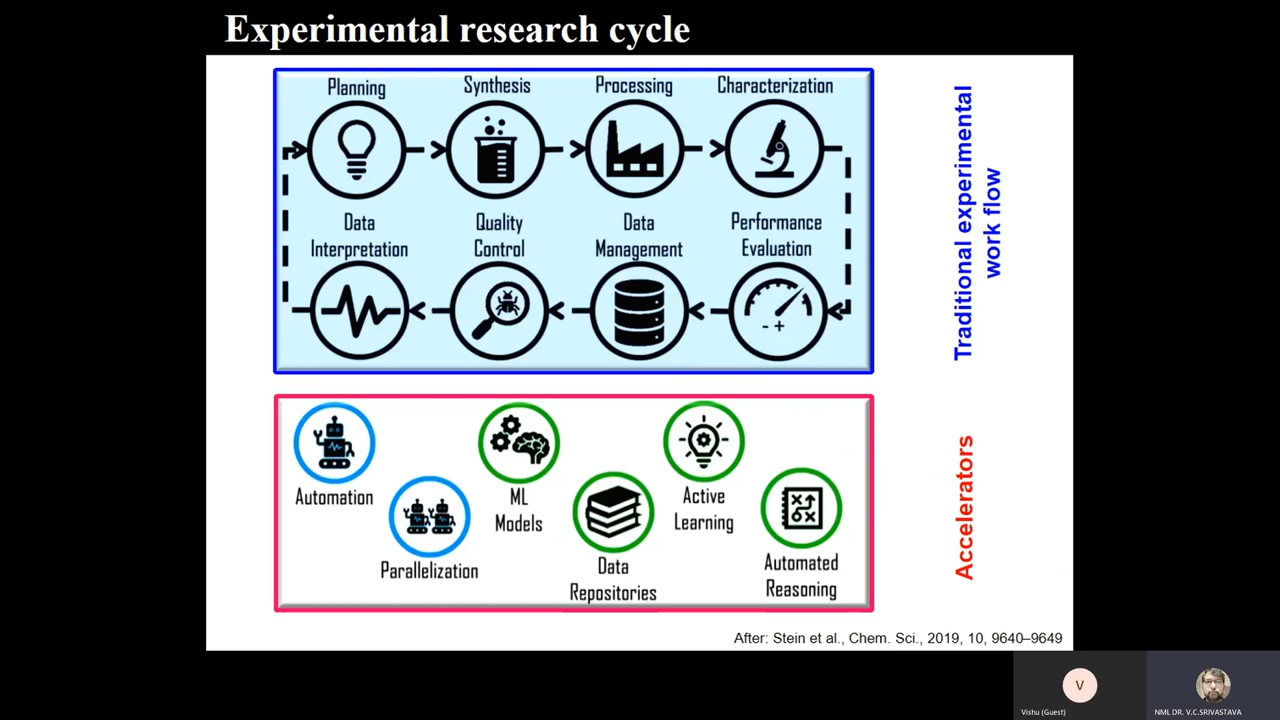 Experimental research cycle
Planning
Synthesis
Processing
Characterization
Data
Interpretation
Quality
Control
Data
Management
Performance
Evaluation
- +
Traditional experimental
work flow
Automation
Parallelization
ML
Models
Data
Repositories
Active
Learning
Automated
Reasoning
Accelerators
After: Stein et al., Chem. Sci., 2019, 10, 9640–9649
V
Vishu (Guest)
NML DR. V.C.SRIVASTAVA